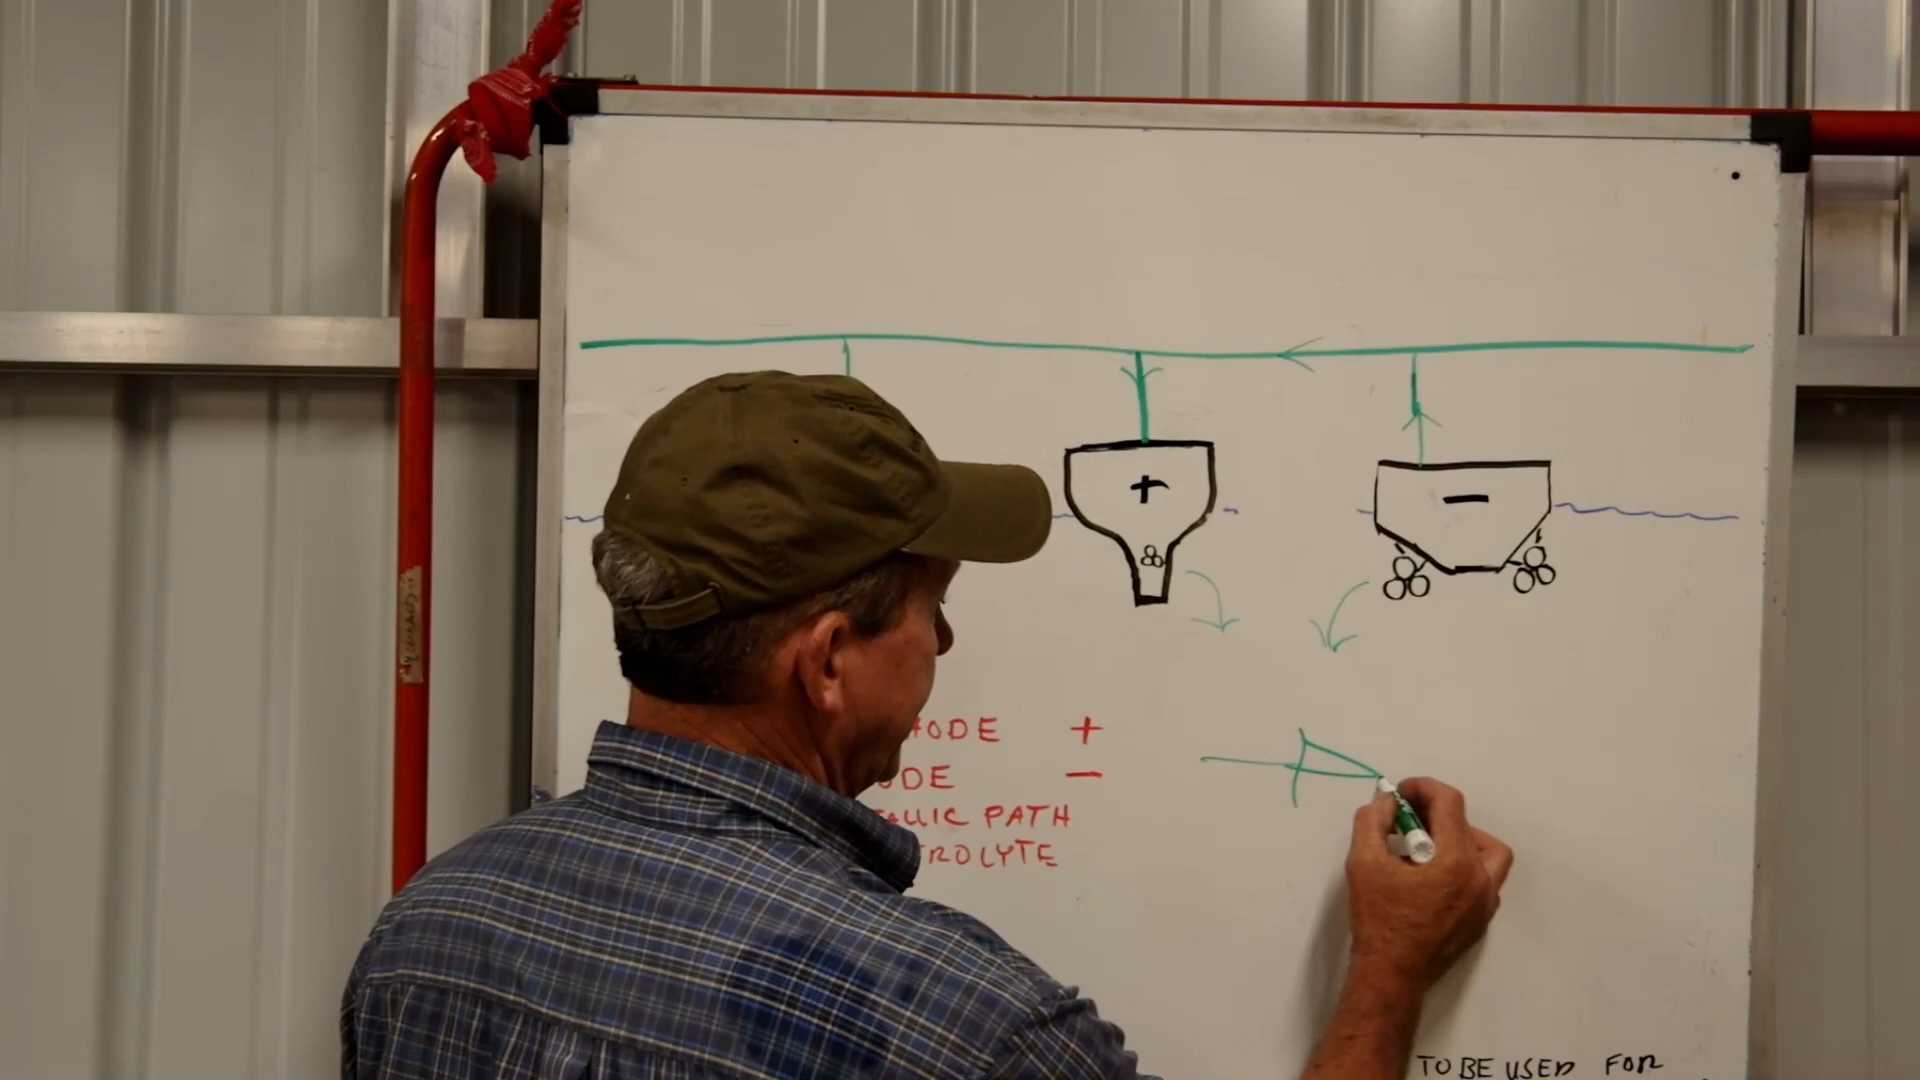 + −
HODE +
ODE −
ALLIC PATH
TROLYTE
TO BE USED FOR